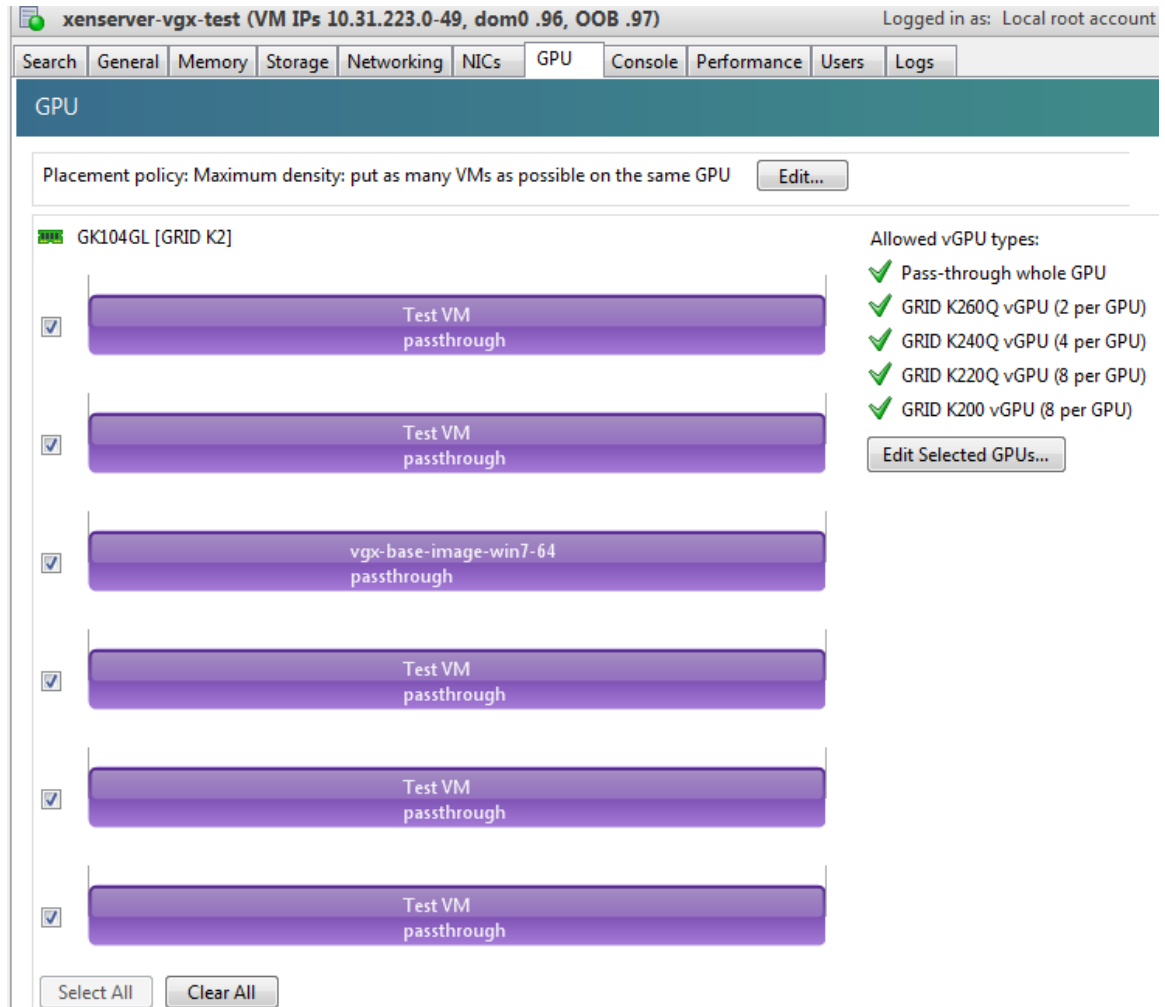 xenserver-vgx-test (VM IPs 10.31.223.0-49, dom0 .96, OOB .97) Logged in as: Local root account
Search General Memory Storage Networking NICs GPU Console Performance Users Logs
GPU
Placement policy: Maximum density: put as many VMs as possible on the same GPU Edit...
GK104GL [GRID K2]
Allowed vGPU types:
Pass-through whole GPU
GRID K260Q vGPU (2 per GPU)
GRID K240Q vGPU (4 per GPU)
GRID K220Q vGPU (8 per GPU)
GRID K200 vGPU (8 per GPU)
Edit Selected GPUs...
Test VM
passthrough
Test VM
passthrough
vgx-base-image-win7-64
passthrough
Test VM
passthrough
Test VM
passthrough
Test VM
passthrough
Select All Clear All